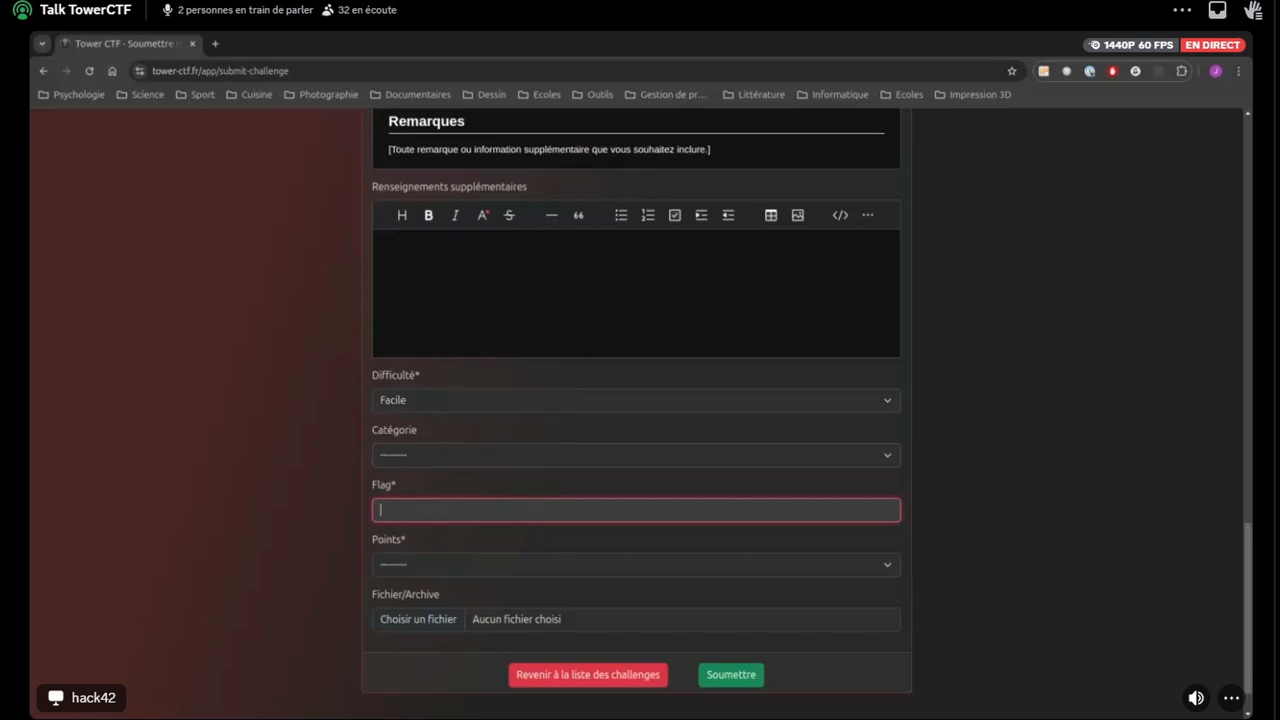 Talk TowerCTF
2 personnes en train de parler
32 en écoute
Tower CTF - Soumettre
1440P 60 FPS
EN DIRECT
tower-ctf.fr/app/submit-challenge
Psychologie
Science
Sport
Cuisine
Photographie
Documentaires
Dessin
Ecoles
Outils
Gestion de pr...
Littérature
Informatique
Ecoles
Impression 3D
Remarques
[Toute remarque ou information supplémentaire que vous souhaitez inclure.]
Renseignements supplémentaires
Difficulté*
Facile
Catégorie
---------
Flag*
Points*
---------
Fichier/Archive
Choisir un fichier
Aucun fichier choisi
Revenir à la liste des challenges
Soumettre
hack42